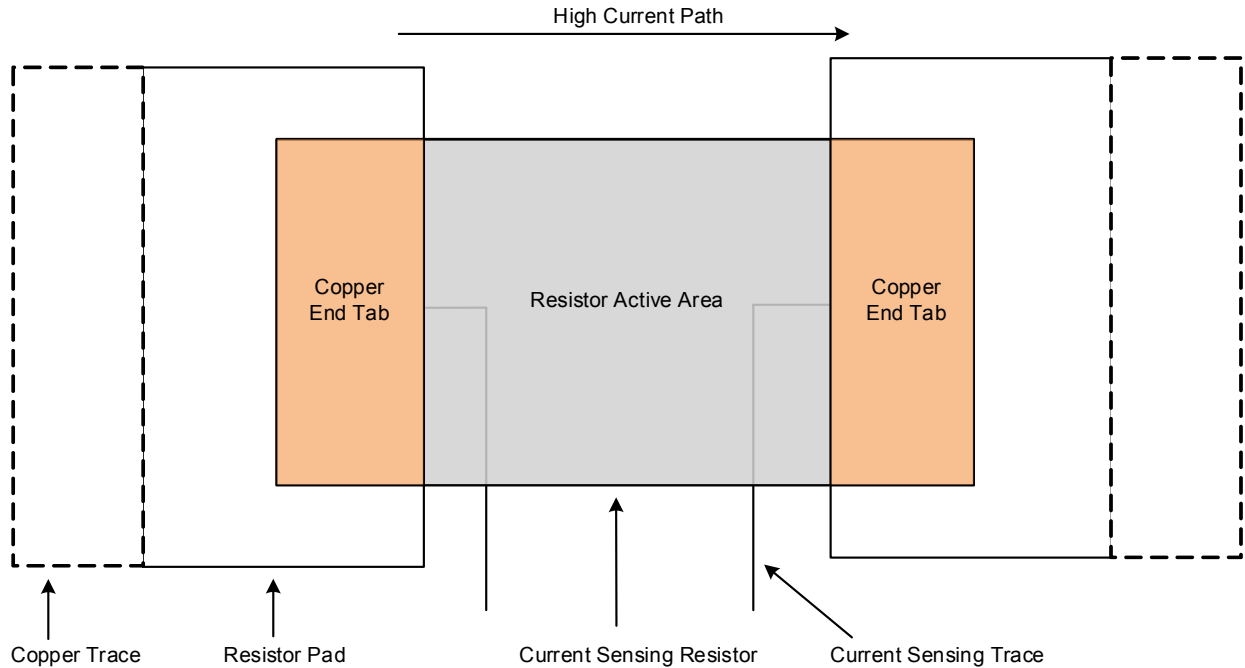 High Current Path
Copper
End Tab
Resistor Active Area
Copper
End Tab
Copper Trace
Resistor Pad
Current Sensing Resistor
Current Sensing Trace